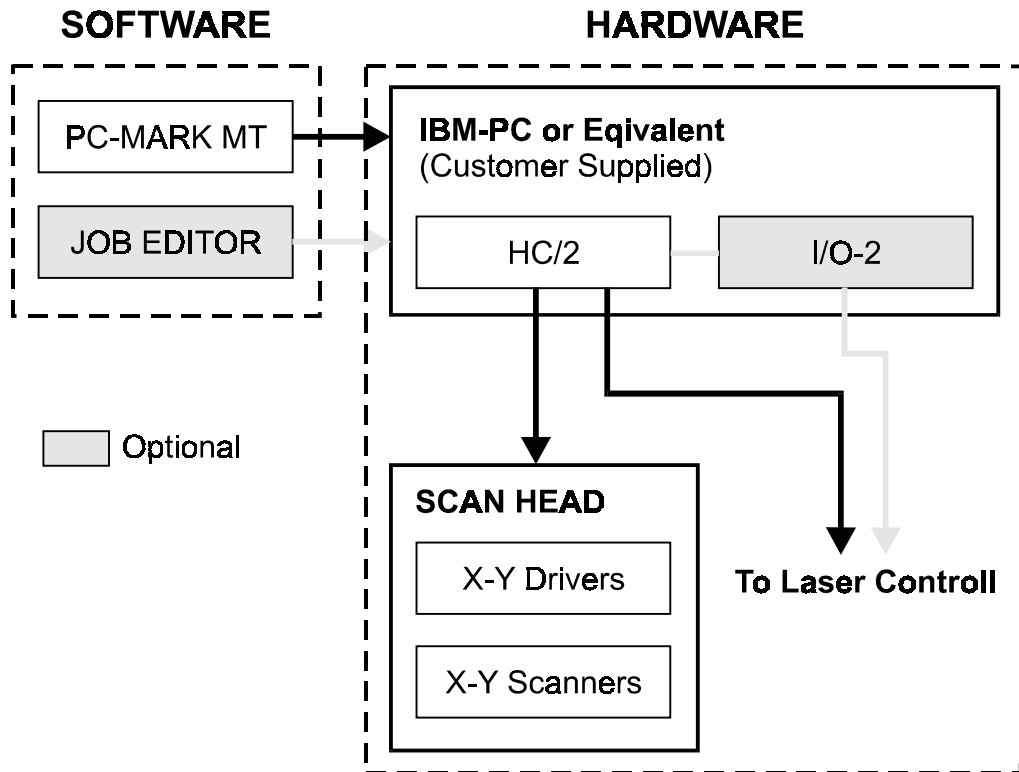 SOFTWARE
HARDWARE
PC-MARK MT
JOB EDITOR
IBM-PC or Eqivalent
(Customer Supplied)
HC/2
I/O-2
Optional
SCAN HEAD
X-Y Drivers
X-Y Scanners
To Laser Controll